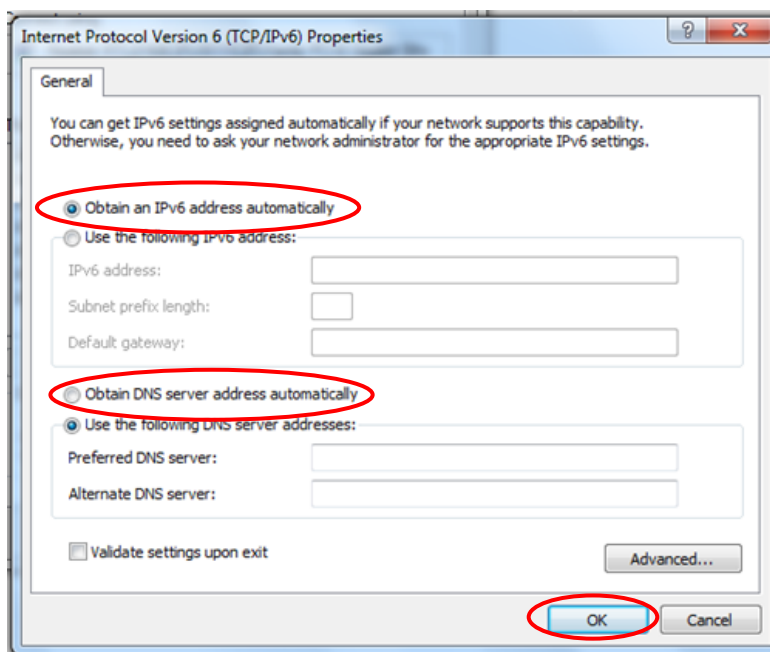 Internet Protocol Version 6 (TCP/IPv6) Properties
General
You can get IPv6 settings assigned automatically if your network supports this capability.
Otherwise, you need to ask your network administrator for the appropriate IPv6 settings.
Obtain an IPv6 address automatically
Use the following IPv6 address:
IPv6 address:
Subnet prefix length:
Default gateway:
Obtain DNS server address automatically
Use the following DNS server addresses:
Preferred DNS server:
Alternate DNS server:
Validate settings upon exit
Advanced...
OK
Cancel